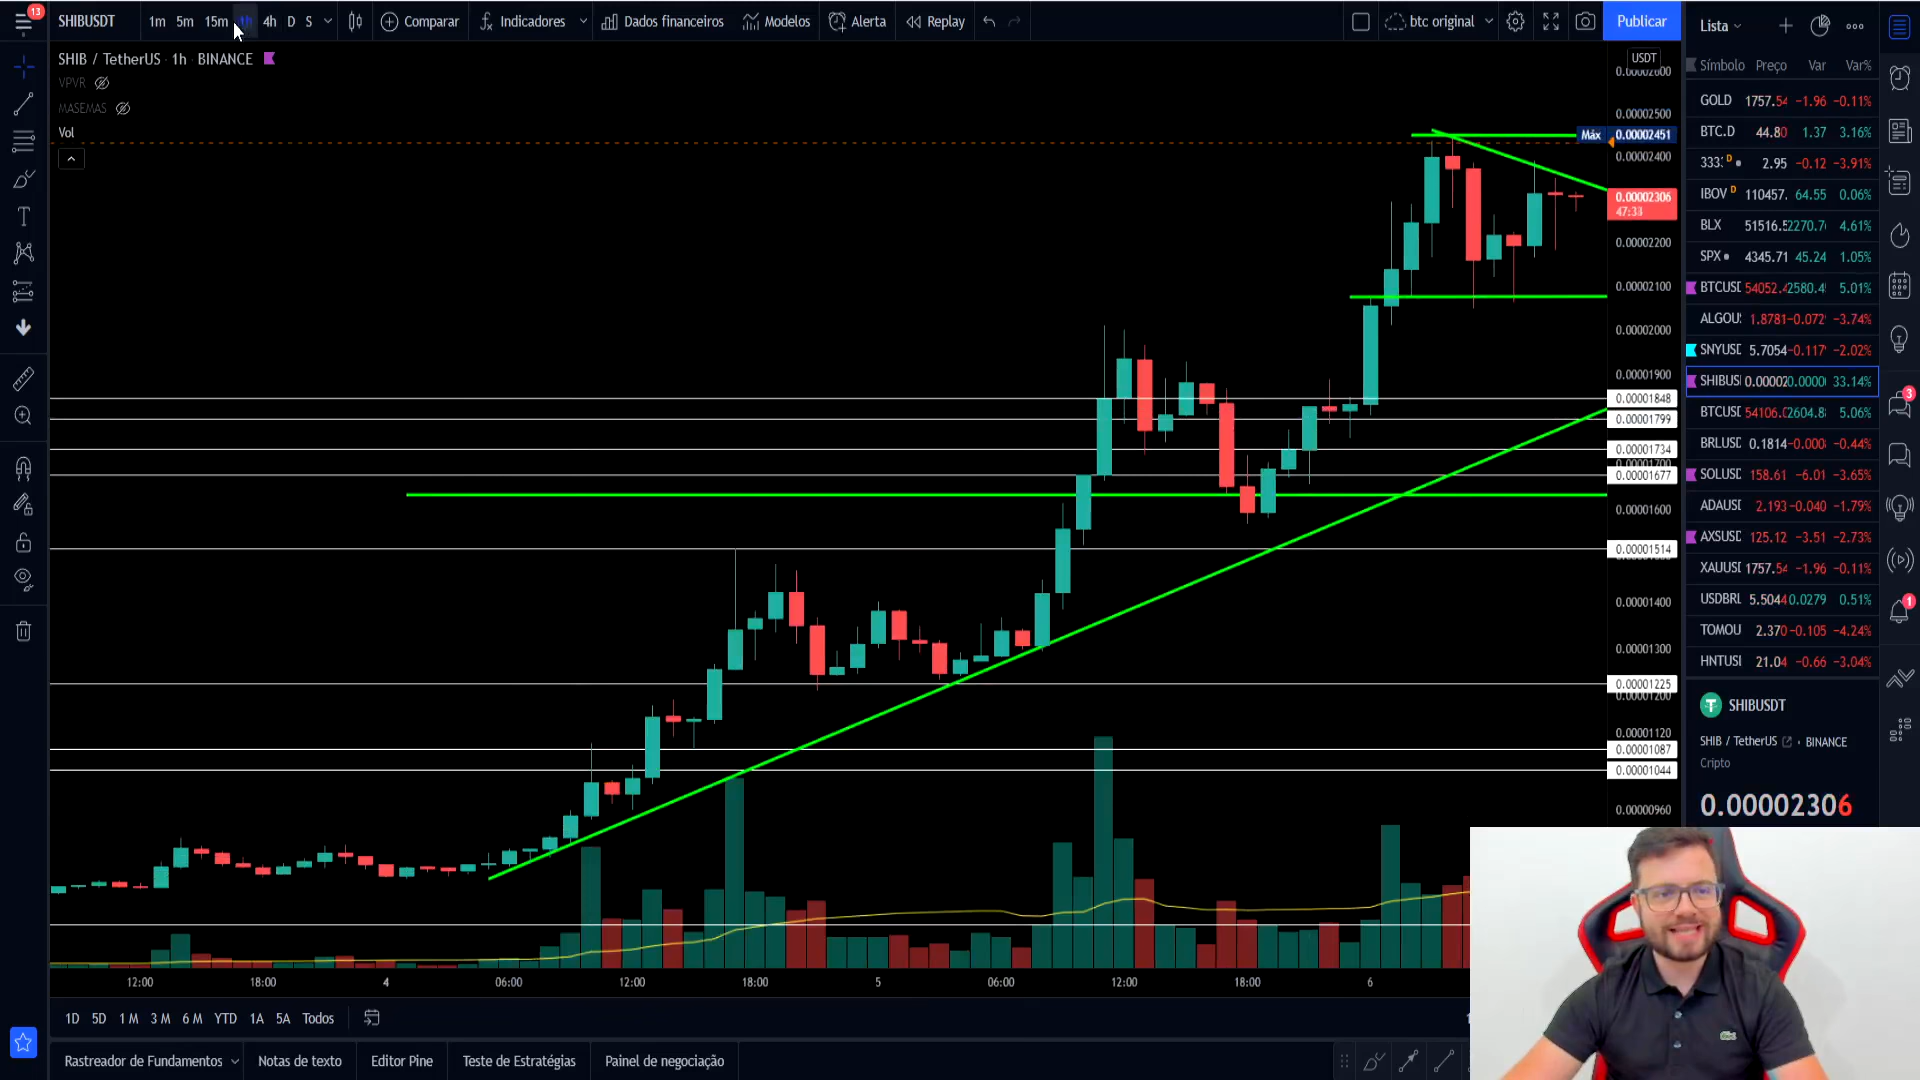 13
SHIBUSDT 1m 5m 15m 1h 4h D S Comparar Indicadores Dados financeiros Modelos Alerta Replay btc original Publicar
SHIB / TetherUS · 1h · BINANCE
VPVR
MASEMAS
Vol
USDT
0.00002600
0.00002500
Máx 0.00002451
0.00002400
0.00002306
47:33
0.00002200
0.00002100
0.00002000
0.00001900
0.00001848
0.00001799
0.00001734
0.00001677
0.00001600
0.00001514
0.00001400
0.00001300
0.00001225
0.00001200
0.00001120
0.00001087
0.00001044
0.00000960
12:00 18:00 4 06:00 12:00 18:00 5 06:00 12:00 18:00 6
1D 5D 1 M 3 M 6 M YTD 1A 5A Todos
Rastreador de Fundamentos Notas de texto Editor Pine Teste de Estratégias Painel de negociação
Lista
Símbolo Preço Var Var%
GOLD 1757.54 −1.96 −0.11%
BTC.D 44.80 1.37 3.16%
333: D 2.95 −0.12 −3.91%
IBOV D 110457. 64.55 0.06%
BLX 51516.5 2270.7 4.61%
SPX 4345.71 45.24 1.05%
BTCUSD 54052.4 2580.4 5.01%
ALGOU 1.8781 −0.072 −3.74%
SNYUSD 5.7054 −0.117 −2.02%
SHIBUS 0.00002 0.0000 33.14%
BTCUSD 54106.0 2604.8 5.06%
BRLUSD 0.1814 −0.000 −0.44%
SOLUSD 158.61 −6.01 −3.65%
ADAUSD 2.193 −0.040 −1.79%
AXSUSD 125.12 −3.51 −2.73%
XAUUSD 1757.54 −1.96 −0.11%
USDBRL 5.5044 0.0279 0.51%
TOMOU 2.370 −0.105 −4.24%
HNTUSD 21.04 −0.66 −3.04%
SHIBUSDT
SHIB / TetherUS · BINANCE
Cripto
0.00002306
3
1